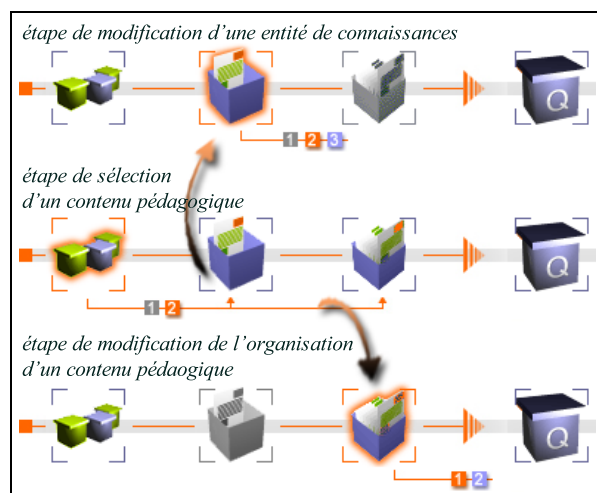 étape de modification d'une entité de connaissances
Q
1 2 3
étape de sélection
d'un contenu pédagogique
Q
1 2
étape de modification de l'organisation
d'un contenu pédaogique
Q
1 2